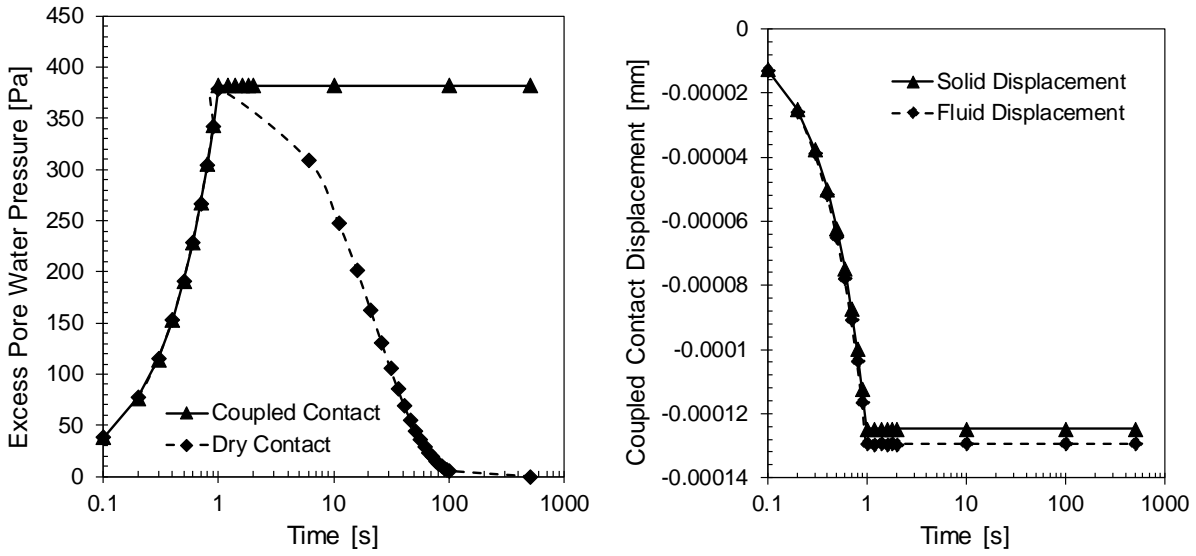 Excess Pore Water Pressure [Pa]
450
400
350
300
250
200
150
100
50
0
Coupled Contact
Dry Contact
0.1 1 10 100 1000
Time [s]
Coupled Contact Displacement [mm]
0
-0.00002
-0.00004
-0.00006
-0.00008
-0.0001
-0.00012
-0.00014
Solid Displacement
Fluid Displacement
0.1 1 10 100 1000
Time [s]